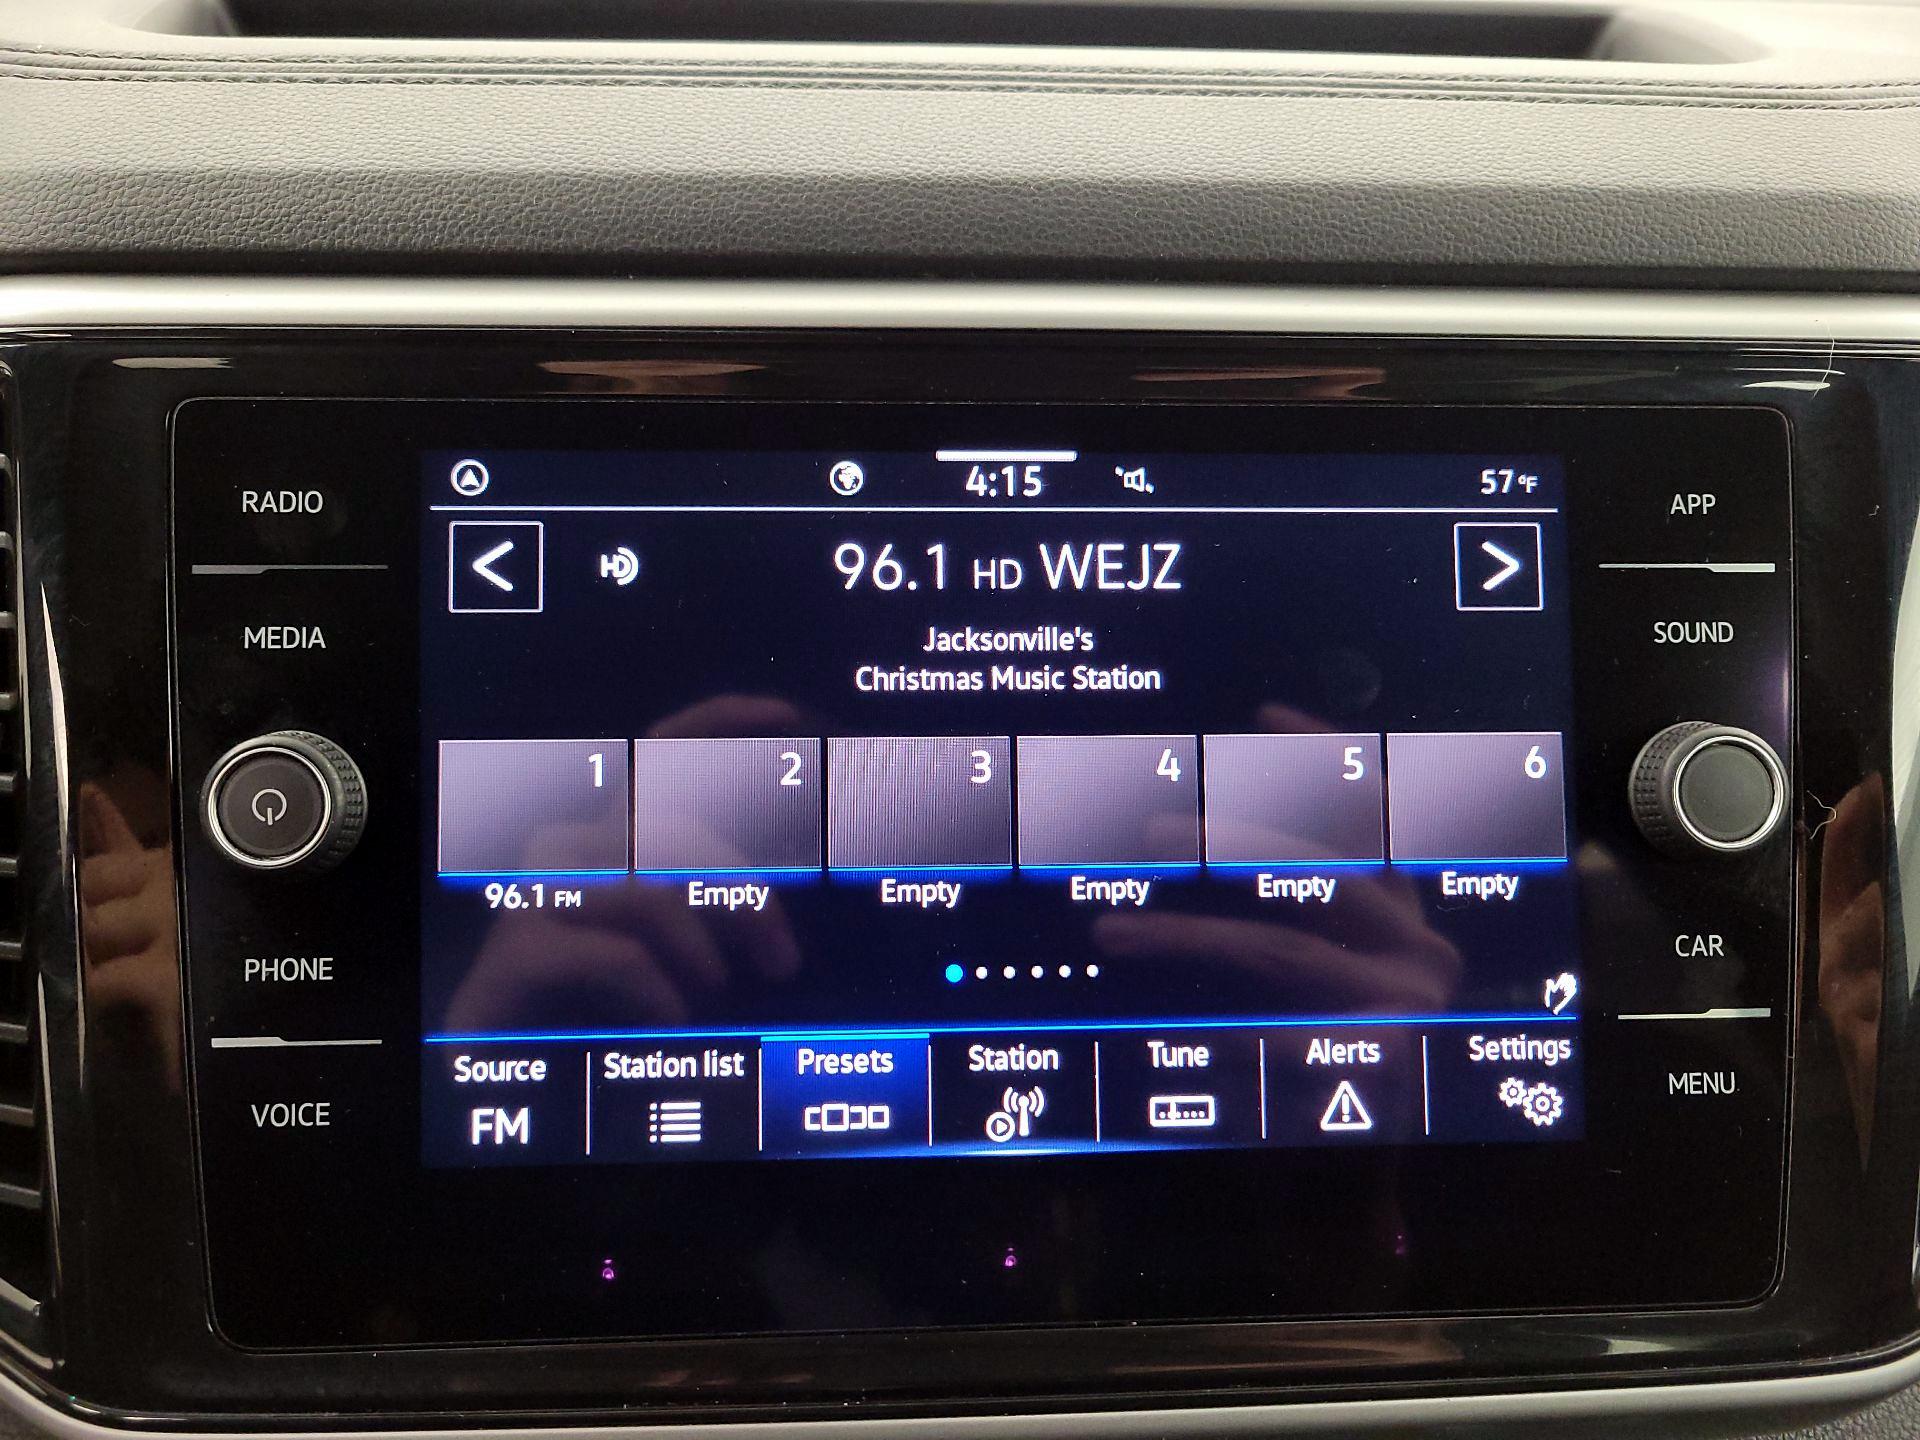 4:15
57°F
RADIO
APP
HD
96.1 HD WEJZ
MEDIA
SOUND
Jacksonville's
Christmas Music Station
1
2
3
4
5
6
96.1 FM
Empty
Empty
Empty
Empty
Empty
PHONE
CAR
Source
Station list
Presets
Station
Tune
Alerts
Settings
FM
VOICE
MENU